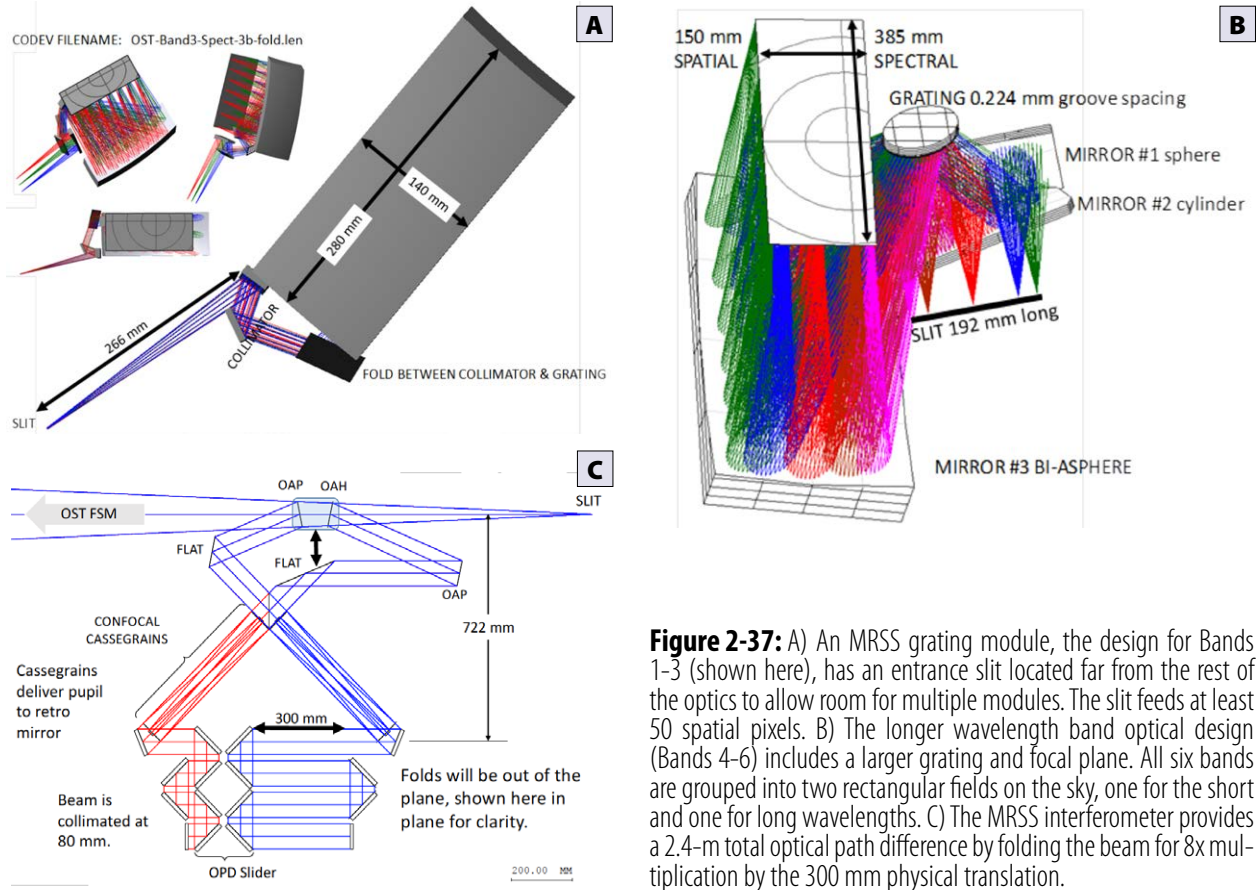 A
CODEV FILENAME: OST-Band3-Spect-3b-fold.len
140 mm
280 mm
266 mm
COLLIMATOR
FOLD BETWEEN COLLIMATOR & GRATING
SLIT
B
150 mm
SPATIAL
385 mm
SPECTRAL
GRATING 0.224 mm groove spacing
MIRROR #1 sphere
MIRROR #2 cylinder
SLIT 192 mm long
MIRROR #3 BI-ASPHERE
C
OAP
OAH
SLIT
OST FSM
FLAT
FLAT
OAP
CONFOCAL
CASSEGRAINS
722 mm
Cassegrains
deliver pupil
to retro
mirror
300 mm
Folds will be out of the
plane, shown here in
plane for clarity.
Beam is
collimated at
80 mm.
OPD Slider
200.00 MM
Figure 2-37: A) An MRSS grating module, the design for Bands
1-3 (shown here), has an entrance slit located far from the rest of
the optics to allow room for multiple modules. The slit feeds at least
50 spatial pixels. B) The longer wavelength band optical design
(Bands 4-6) includes a larger grating and focal plane. All six bands
are grouped into two rectangular fields on the sky, one for the short
and one for long wavelengths. C) The MRSS interferometer provides
a 2.4-m total optical path difference by folding the beam for 8x mul-
tiplication by the 300 mm physical translation.